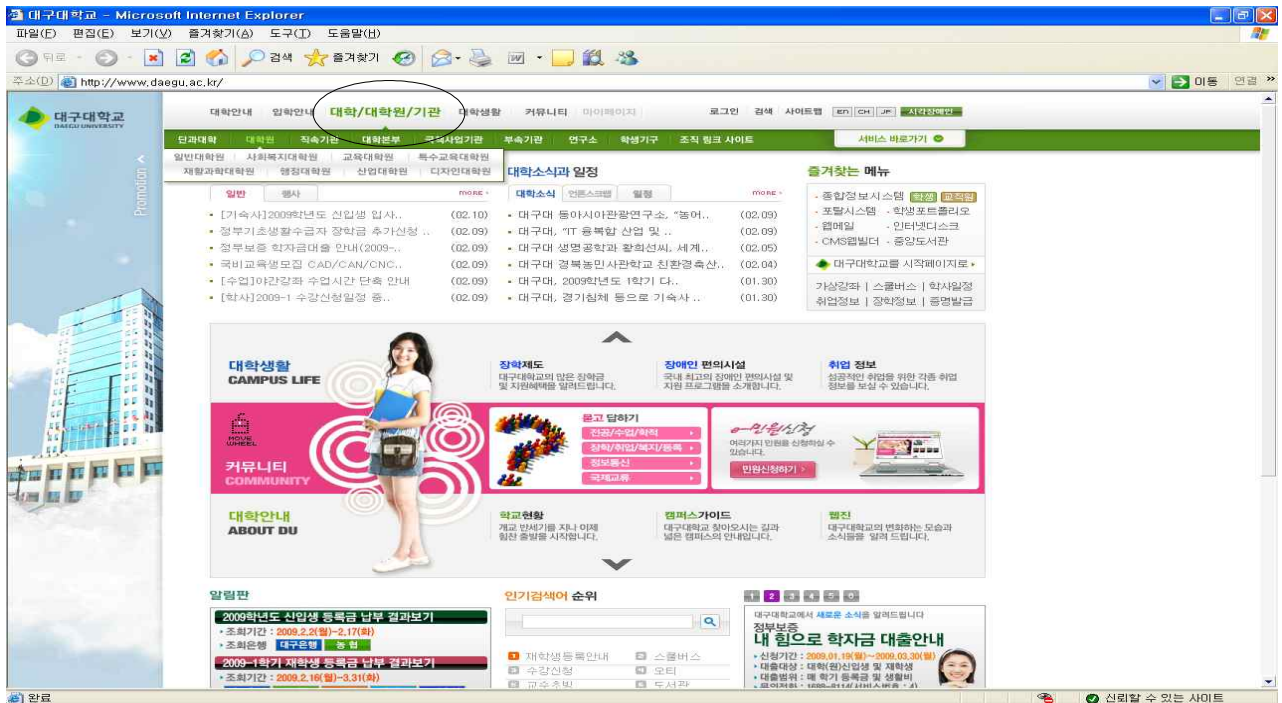 대구대학교 - Microsoft Internet Explorer
파일(F) 편집(E) 보기(V) 즐겨찾기(A) 도구(T) 도움말(H)
뒤로 검색 즐겨찾기
주소(D) http://www.daegu.ac.kr/ 이동 연결 »
대구대학교
DAEGU UNIVERSITY
대학안내 입학안내 대학/대학원/기관 대학생활 커뮤니티 마이페이지 로그인 검색 사이트맵 En CH JP 시각장애인
단과대학 대학원 직속기관 대학본부 국책사업기관 부속기관 연구소 학생기구 조직 링크 사이트 서비스 바로가기
일반대학원 사회복지대학원 교육대학원 특수교육대학원
재활과학대학원 행정대학원 산업대학원 디자인대학원
Promotion
대학소식과 일정
즐겨찾는 메뉴
일반 행사 more
대학소식 언론스크랩 일정 more
• [기숙사]2009학년도 신입생 입사.. (02.10)
• 정부기초생활수급자 장학금 추가신청 .. (02.09)
• 정부보증 학자금대출 안내(2009-.. (02.09)
• 국비교육생모집 CAD/CAN/CNC.. (02.09)
• [수업]야간강좌 수업시간 단축 안내 (02.09)
• [학사]2009-1 수강신청일정 중.. (02.09)
• 대구대 동아시아관광연구소, "농어.. (02.09)
• 대구대, "IT 융복합 산업 및 .. (02.09)
• 대구대 생명공학과 황희선씨, 세계.. (02.05)
• 대구대 경북농민사관학교 친환경축산.. (02.04)
• 대구대, 2009학년도 1학기 다.. (01.30)
• 대구대, 경기침체 등으로 기숙사 .. (01.30)
종합정보시스템 학생 교직원
포탈시스템 학생포트폴리오
웹메일 인터넷디스크
CMS웹빌더 중앙도서관
대구대학교를 시작페이지로
가상강좌 | 스쿨버스 | 학사일정
취업정보 | 장학정보 | 증명발급
대학생활
CAMPUS LIFE
장학제도
대구대학교의 많은 장학금
및 지원혜택을 알려드립니다.
장애인 편의시설
국내 최고의 장애인 편의시설 및
지원 프로그램을 소개합니다.
취업 정보
성공적인 취업을 위한 각종 취업
정보를 보실 수 있습니다.
MOVE
WHEEL
커뮤니티
COMMUNITY
묻고 답하기
전공/수업/학적
장학/취업/복지/등록
정보통신
국제교류
e-민원신청
여러가지 민원을 신청하실 수
있습니다.
민원신청하기
대학안내
ABOUT DU
학교현황
개교 반세기를 지나 이제
힘찬 출발을 시작합니다.
캠퍼스가이드
대구대학교 찾아오시는 길과
넓은 캠퍼스의 안내입니다.
웹진
대구대학교의 변화하는 모습과
소식들을 알려 드립니다.
알림판
2009학년도 신입생 등록금 납부 결과보기
• 조회기간 : 2009.2.2(월)~2.17(화)
• 조회은행 대구은행 농협
2009-1학기 재학생 등록금 납부 결과보기
• 조회기간 : 2009.2.16(월)~3.31(화)
인기검색어 순위
1 재학생등록안내
스쿨버스
수강신청
오티
교수초빙
도서관
1 2 3 4 5 6
대구대학교에서 새로운 소식을 알려드립니다
정부보증
내 힘으로 학자금 대출안내
• 신청기간 : 2009.01.19(월)~2009.03.30(월)
• 대출대상 : 대학(원)신입생 및 재학생
• 대출범위 : 매 학기 등록금 및 생활비
완료 신뢰할 수 있는 사이트